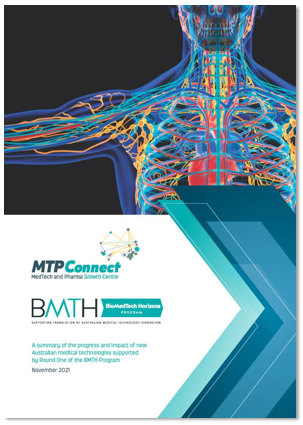 MTPConnect
MedTech and Pharma Growth Centre
BMTH BioMedTech Horizons
PROGRAM
SUPPORTING TRANSLATION OF AUSTRALIAN MEDICAL TECHNOLOGY INNOVATION
A summary of the progress and impact of new
Australian medical technologies supported
by Round One of the BMTH Program
November 2021